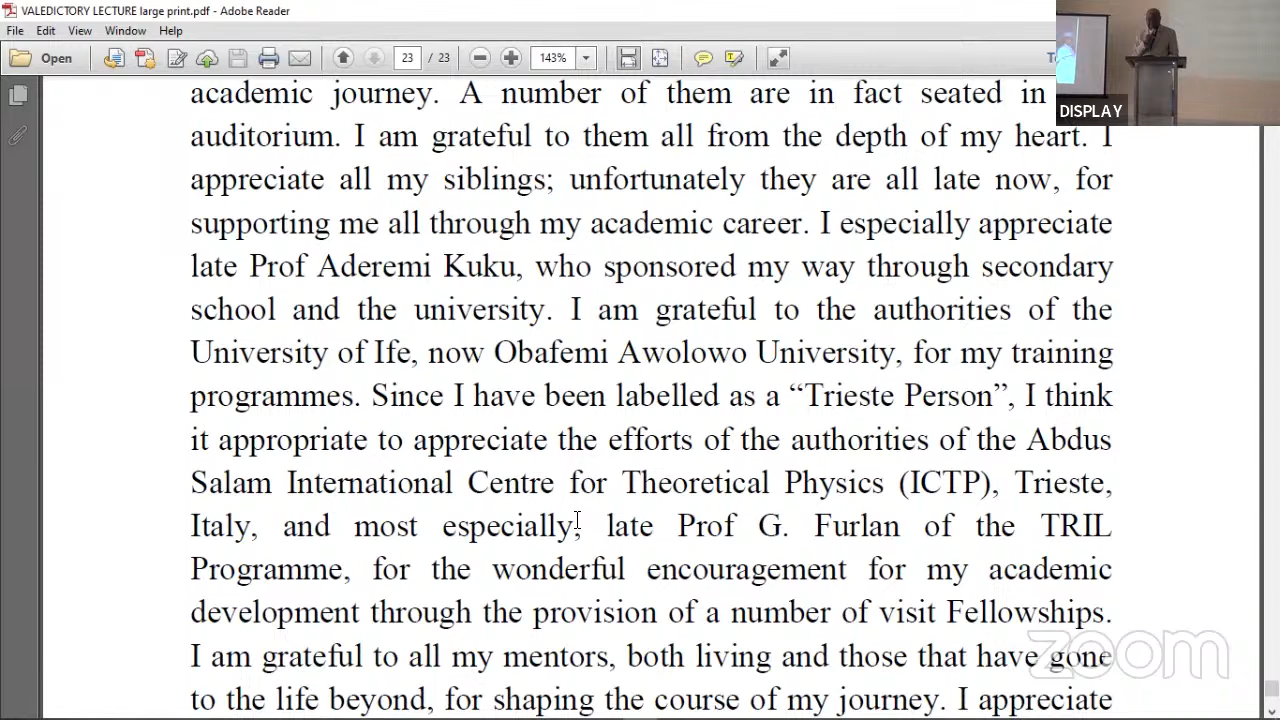 VALEDICTORY LECTURE large print.pdf - Adobe Reader
File Edit View Window Help
Open 23 / 23 143%
DISPLAY
academic journey. A number of them are in fact seated in
auditorium. I am grateful to them all from the depth of my heart. I
appreciate all my siblings; unfortunately they are all late now, for
supporting me all through my academic career. I especially appreciate
late Prof Aderemi Kuku, who sponsored my way through secondary
school and the university. I am grateful to the authorities of the
University of Ife, now Obafemi Awolowo University, for my training
programmes. Since I have been labelled as a “Trieste Person”, I think
it appropriate to appreciate the efforts of the authorities of the Abdus
Salam International Centre for Theoretical Physics (ICTP), Trieste,
Italy, and most especially, late Prof G. Furlan of the TRIL
Programme, for the wonderful encouragement for my academic
development through the provision of a number of visit Fellowships.
I am grateful to all my mentors, both living and those that have gone
to the life beyond, for shaping the course of my journey. I appreciate
zoom